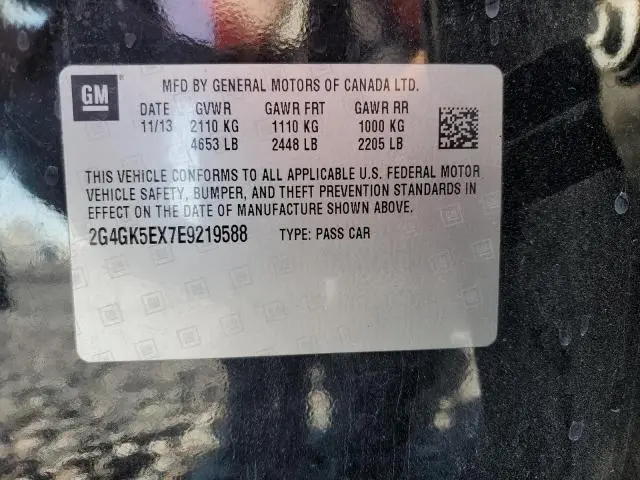 GM
MFD BY GENERAL MOTORS OF CANADA LTD.
DATE GVWR GAWR FRT GAWR RR
11/13 2110 KG 1110 KG 1000 KG
4653 LB 2448 LB 2205 LB
THIS VEHICLE CONFORMS TO ALL APPLICABLE U.S. FEDERAL MOTOR
VEHICLE SAFETY, BUMPER, AND THEFT PREVENTION STANDARDS IN
EFFECT ON THE DATE OF MANUFACTURE SHOWN ABOVE.
2G4GK5EX7E9219588 TYPE: PASS CAR